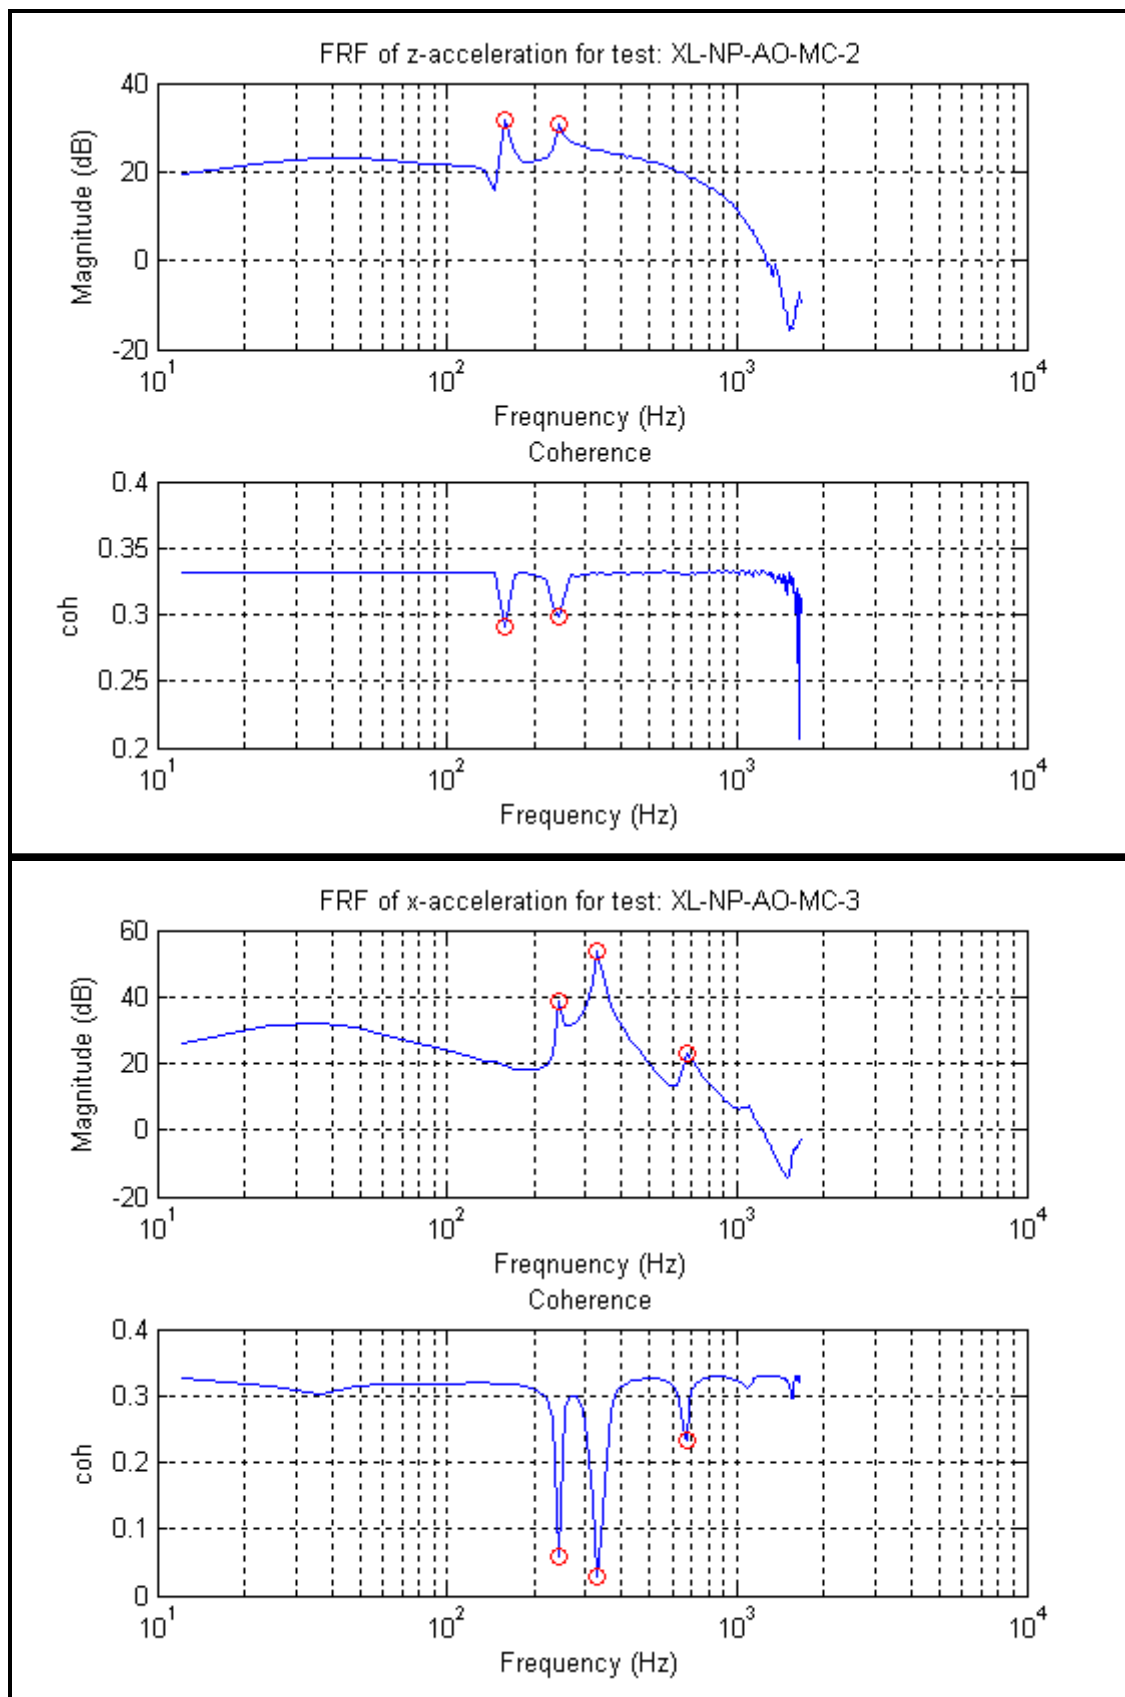 FRF of z-acceleration for test: XL-NP-AO-MC-2
40
20
0
-20
Magnitude (dB)
10^1 10^2 10^3 10^4
Freqnuency (Hz)
Coherence
0.4
0.35
0.3
0.25
0.2
coh
10^1 10^2 10^3 10^4
Frequency (Hz)
FRF of x-acceleration for test: XL-NP-AO-MC-3
60
40
20
0
-20
Magnitude (dB)
10^1 10^2 10^3 10^4
Freqnuency (Hz)
Coherence
0.4
0.3
0.2
0.1
0
coh
10^1 10^2 10^3 10^4
Frequency (Hz)